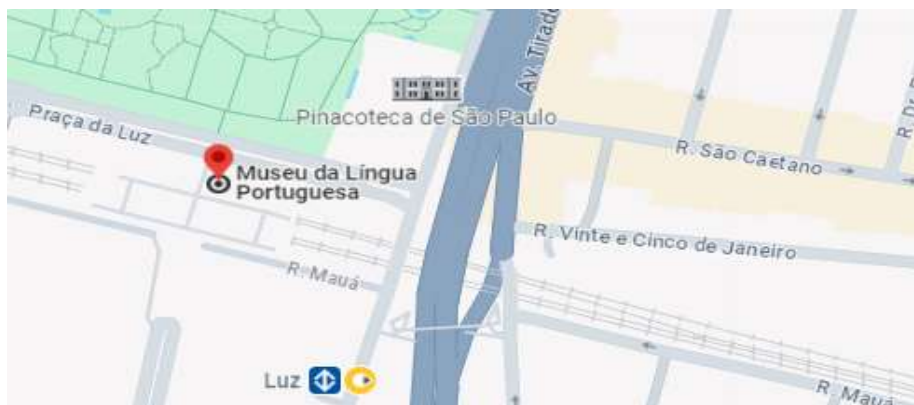 Av. Tirade
Pinacoteca de São Paulo
Praça da Luz
R. São Caetano
Museu da Língua
Portuguesa
R. Vinte e Cinco de Janeiro
R. Mauá
Luz
R. Mauá